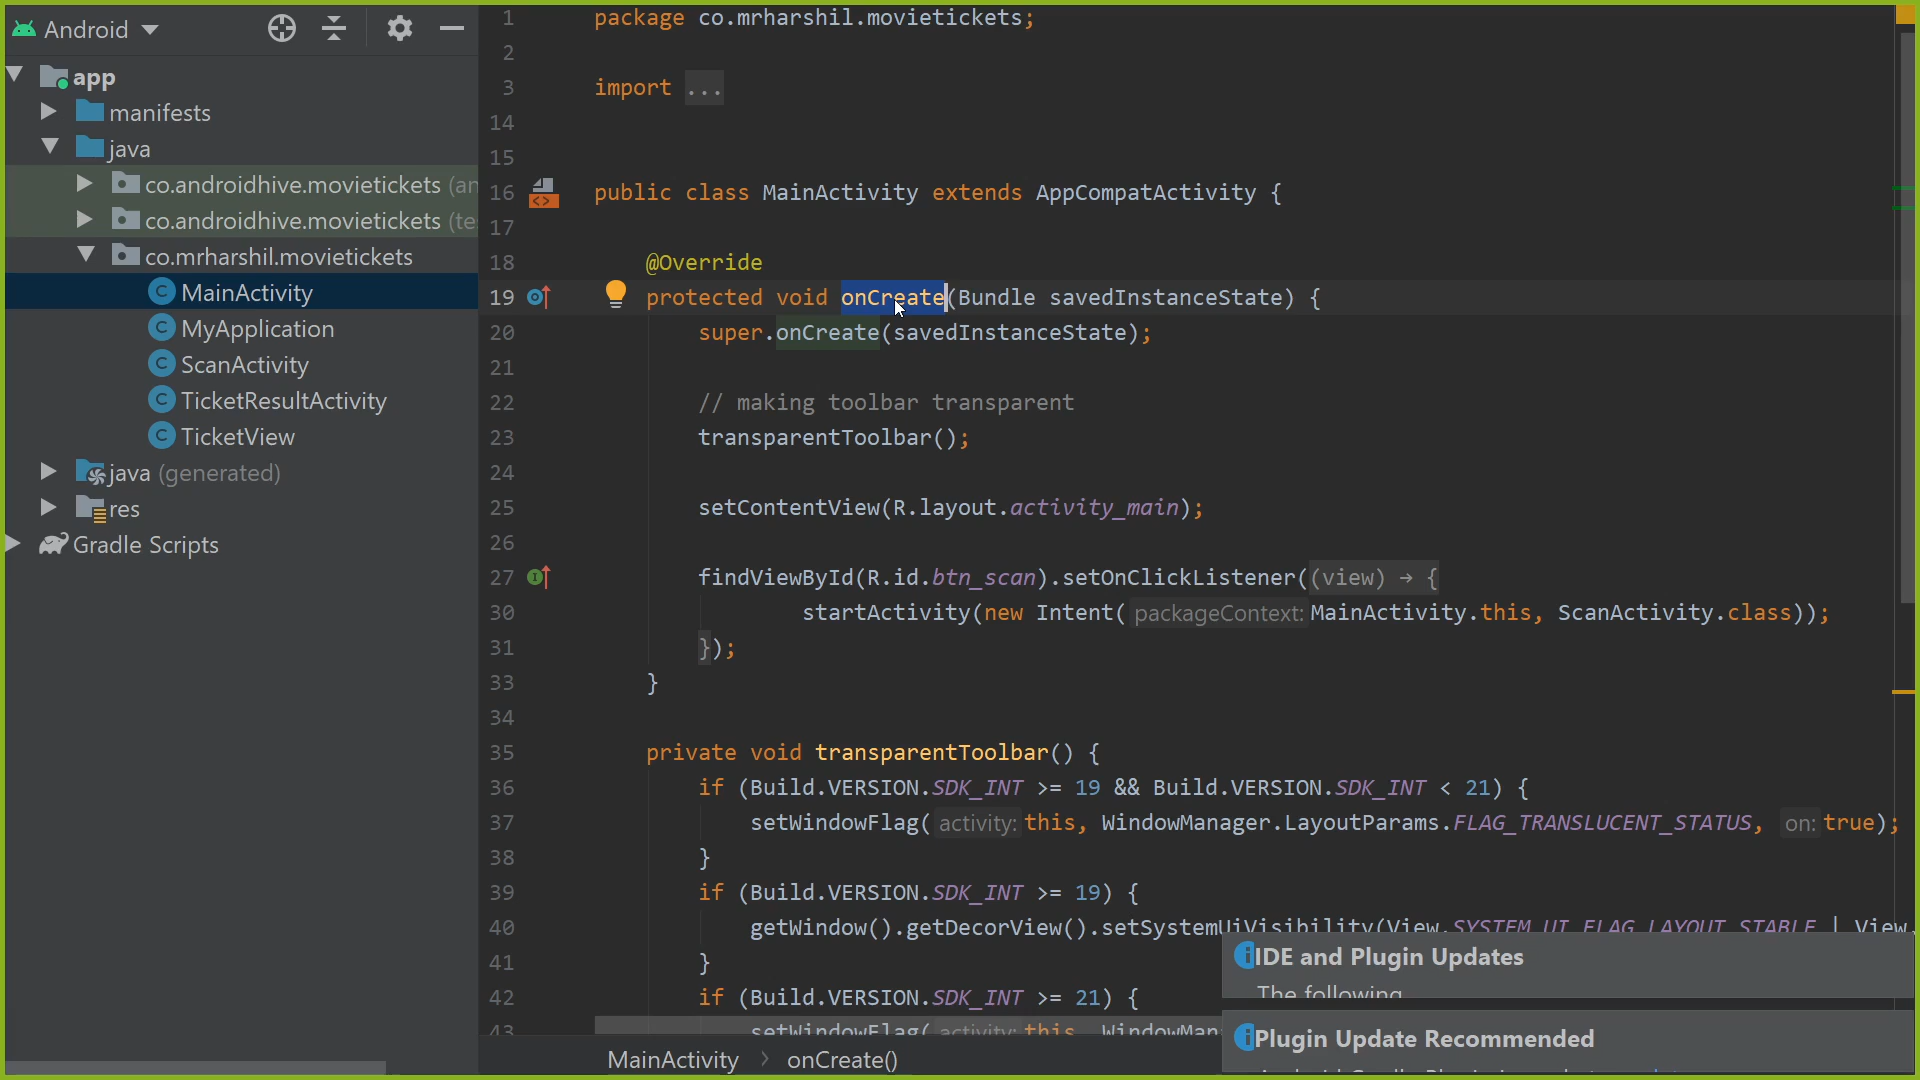 Android
app
manifests
java
co.androidhive.movietickets (an
co.androidhive.movietickets (te
co.mrharshil.movietickets
MainActivity
MyApplication
ScanActivity
TicketResultActivity
TicketView
java (generated)
res
Gradle Scripts
1 package co.mrharshil.movietickets;
2
3 import ...
14
15
16 public class MainActivity extends AppCompatActivity {
17
18 @Override
19 protected void onCreate(Bundle savedInstanceState) {
20 super.onCreate(savedInstanceState);
21
22 // making toolbar transparent
23 transparentToolbar();
24
25 setContentView(R.layout.activity_main);
26
27 findViewById(R.id.btn_scan).setOnClickListener((view) → {
30 startActivity(new Intent( packageContext: MainActivity.this, ScanActivity.class));
31 });
33 }
34
35 private void transparentToolbar() {
36 if (Build.VERSION.SDK_INT >= 19 && Build.VERSION.SDK_INT < 21) {
37 setWindowFlag( activity: this, WindowManager.LayoutParams.FLAG_TRANSLUCENT_STATUS, on: true);
38 }
39 if (Build.VERSION.SDK_INT >= 19) {
40 getWindow().getDecorView().setSystemUiVisibility(View.SYSTEM_UI_FLAG_LAYOUT_STABLE | View.
41 }
42 if (Build.VERSION.SDK_INT >= 21) {
43 setWindowFlag( activity: this, WindowMan
IDE and Plugin Updates
The following
Plugin Update Recommended
MainActivity > onCreate()